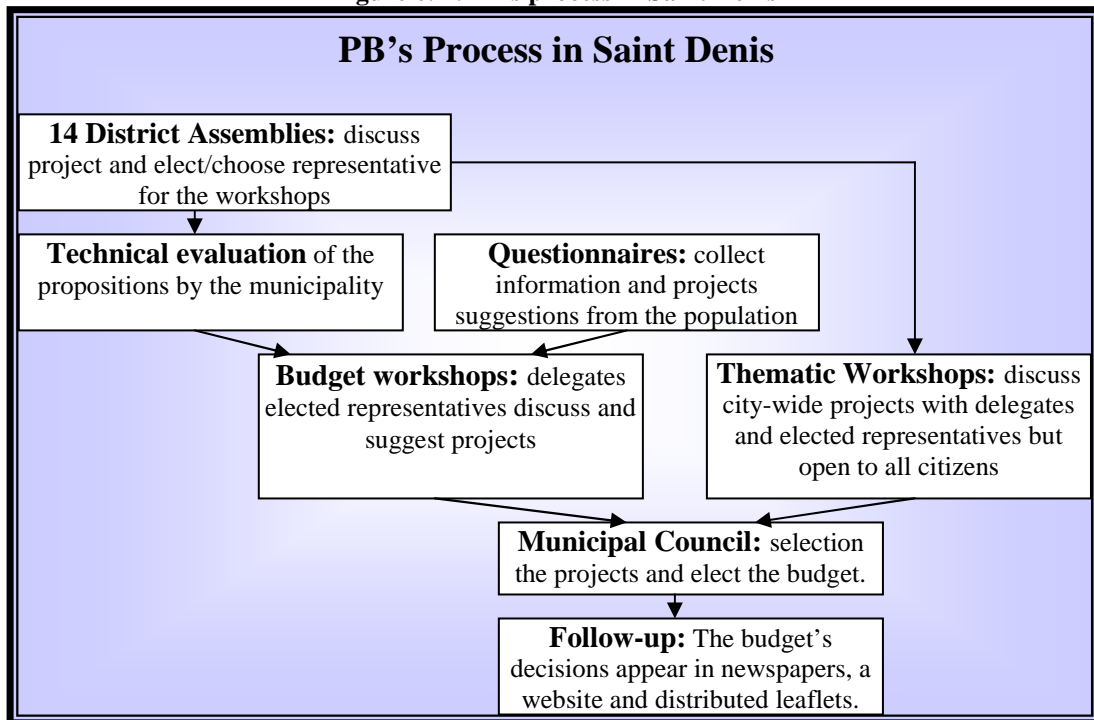 PB's Process in Saint Denis
14 District Assemblies: discuss
project and elect/choose representative
for the workshops
Technical evaluation of the
propositions by the municipality
Questionnaires: collect
information and projects
suggestions from the population
Budget workshops: delegates
elected representatives discuss and
suggest projects
Thematic Workshops: discuss
city-wide projects with delegates
and elected representatives but
open to all citizens
Municipal Council: selection
the projects and elect the budget.
Follow-up: The budget's
decisions appear in newspapers, a
website and distributed leaflets.